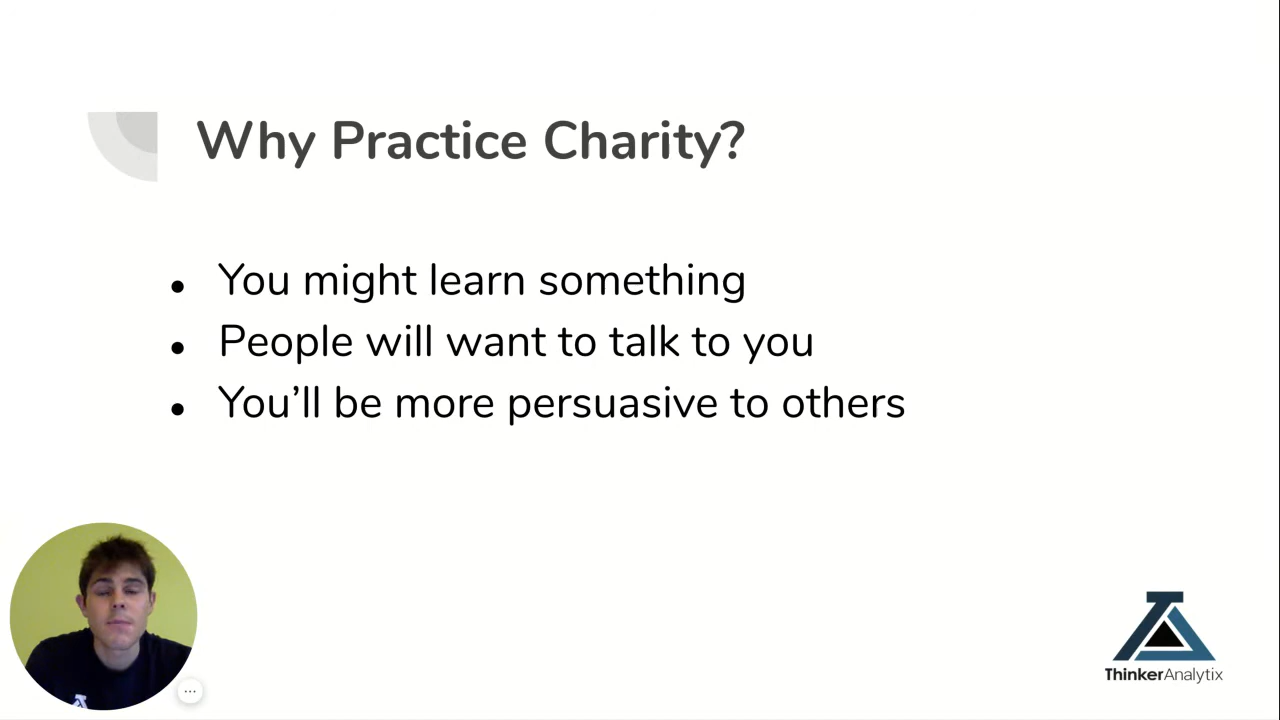 Why Practice Charity?
You might learn something
People will want to talk to you
You’ll be more persuasive to others
ThinkerAnalytix